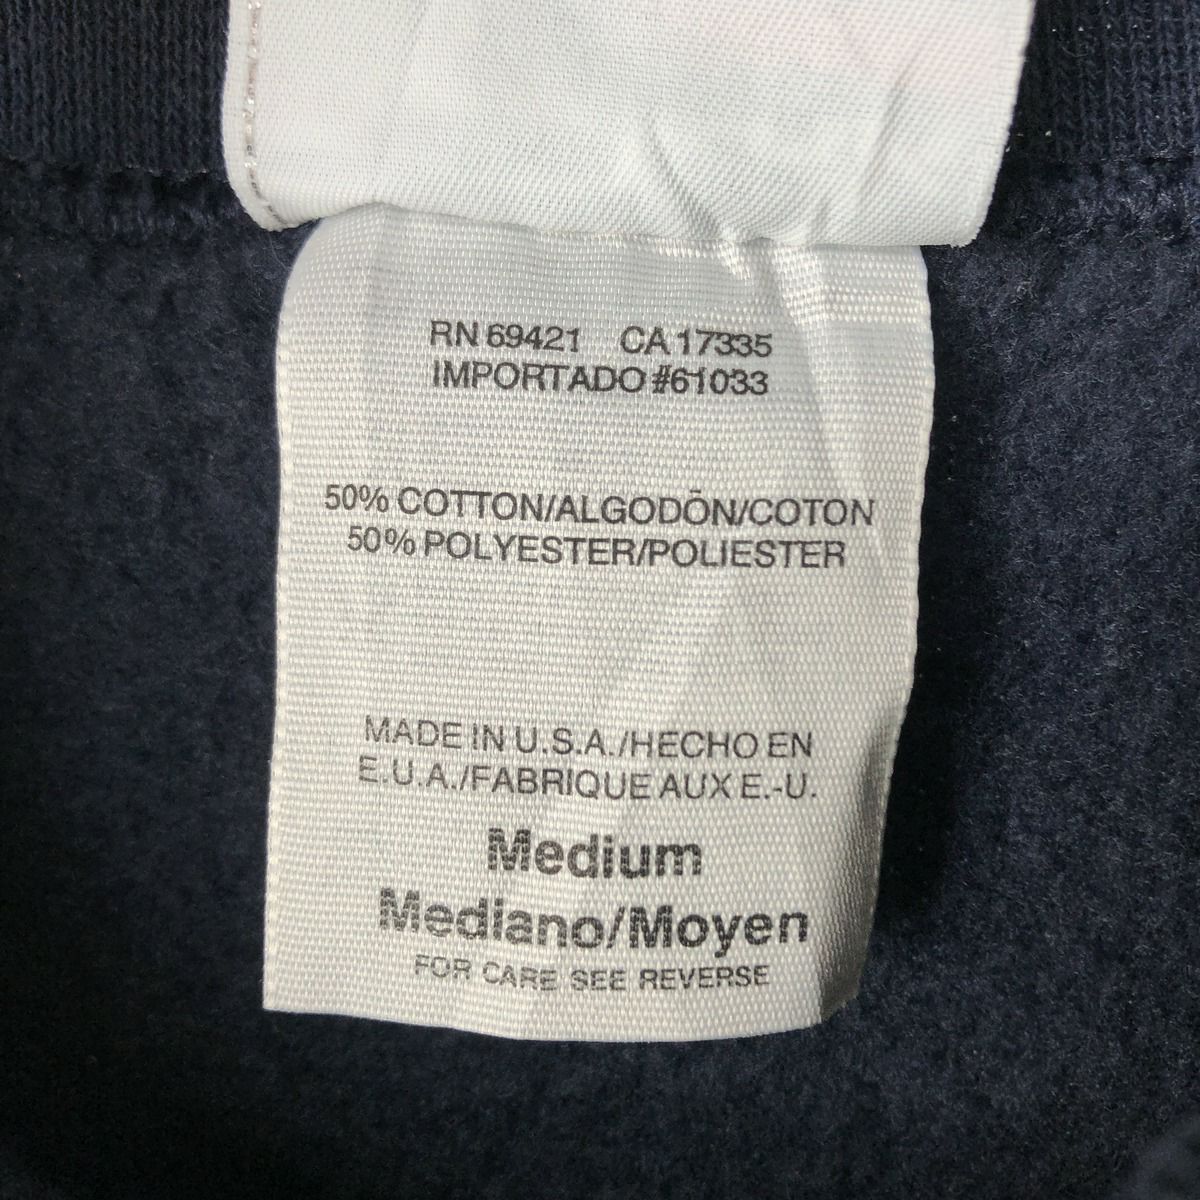 RN 69421 CA 17335
IMPORTADO #61033
50% COTTON/ALGODÓN/COTON
50% POLYESTER/POLIESTER
MADE IN U.S.A./HECHO EN
E.U.A./FABRIQUE AUX E.-U.
Medium
Mediano/Moyen
FOR CARE SEE REVERSE